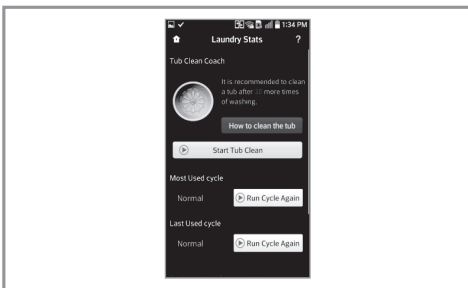 1:34 PM
Laundry Stats ?
Tub Clean Coach
It is recommended to clean
a tub after more times
of washing.
How to clean the tub
Start Tub Clean
Most Used cycle
Normal Run Cycle Again
Last Used cycle
Normal Run Cycle Again